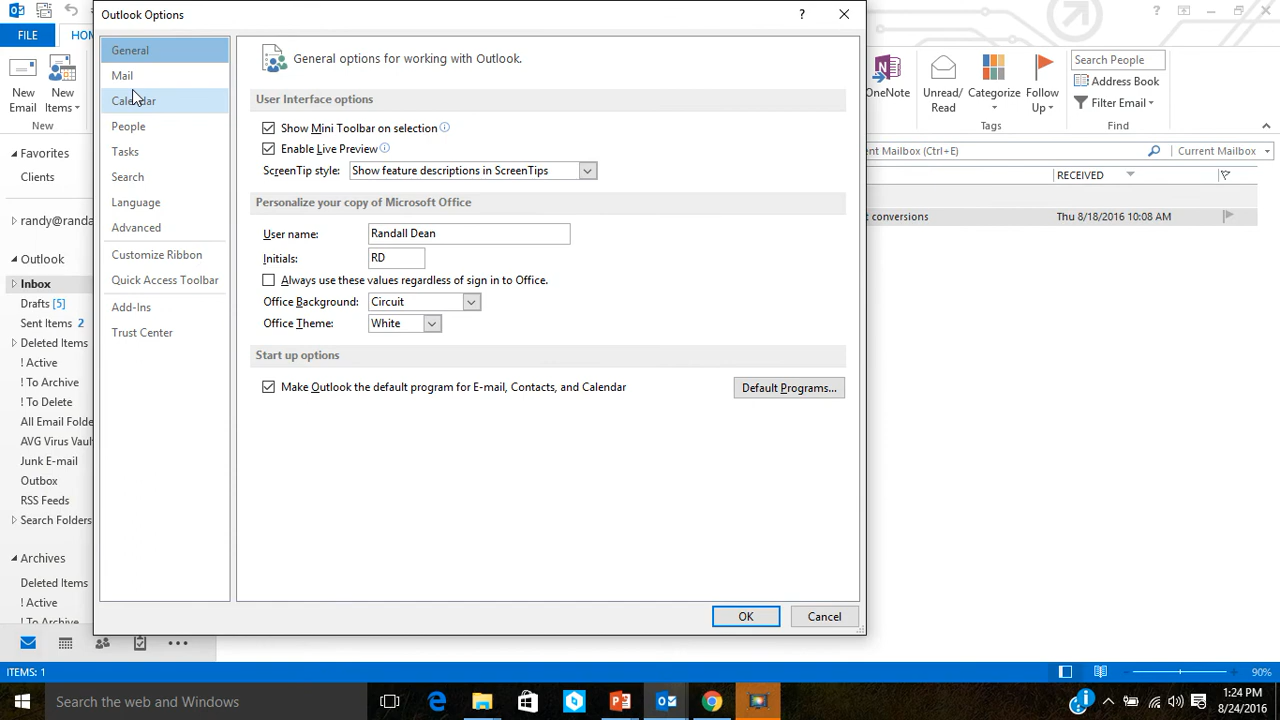 Outlook Options
?
FILE
HOM
New Email
New Items
New
Favorites
Clients
randy@randa
Outlook
Inbox
Drafts [5]
Sent Items 2
Deleted Items
! Active
! To Archive
! To Delete
All Email Folde
AVG Virus Vaul
Junk E-mail
Outbox
RSS Feeds
Search Folders
Archives
Deleted Items
! Active
! To Archive
General
Mail
Calendar
People
Tasks
Search
Language
Advanced
Customize Ribbon
Quick Access Toolbar
Add-Ins
Trust Center
General options for working with Outlook.
User Interface options
Show Mini Toolbar on selection
Enable Live Preview
ScreenTip style: Show feature descriptions in ScreenTips
Personalize your copy of Microsoft Office
User name: Randall Dean
Initials: RD
Always use these values regardless of sign in to Office.
Office Background: Circuit
Office Theme: White
Start up options
Make Outlook the default program for E-mail, Contacts, and Calendar
Default Programs...
OK
Cancel
?
OneNote
Unread/ Read
Categorize
Follow Up
Tags
Search People
Address Book
Filter Email
Find
nt Mailbox (Ctrl+E)
Current Mailbox
RECEIVED
conversions
Thu 8/18/2016 10:08 AM
ITEMS: 1
90%
Search the web and Windows
1:24 PM
8/24/2016